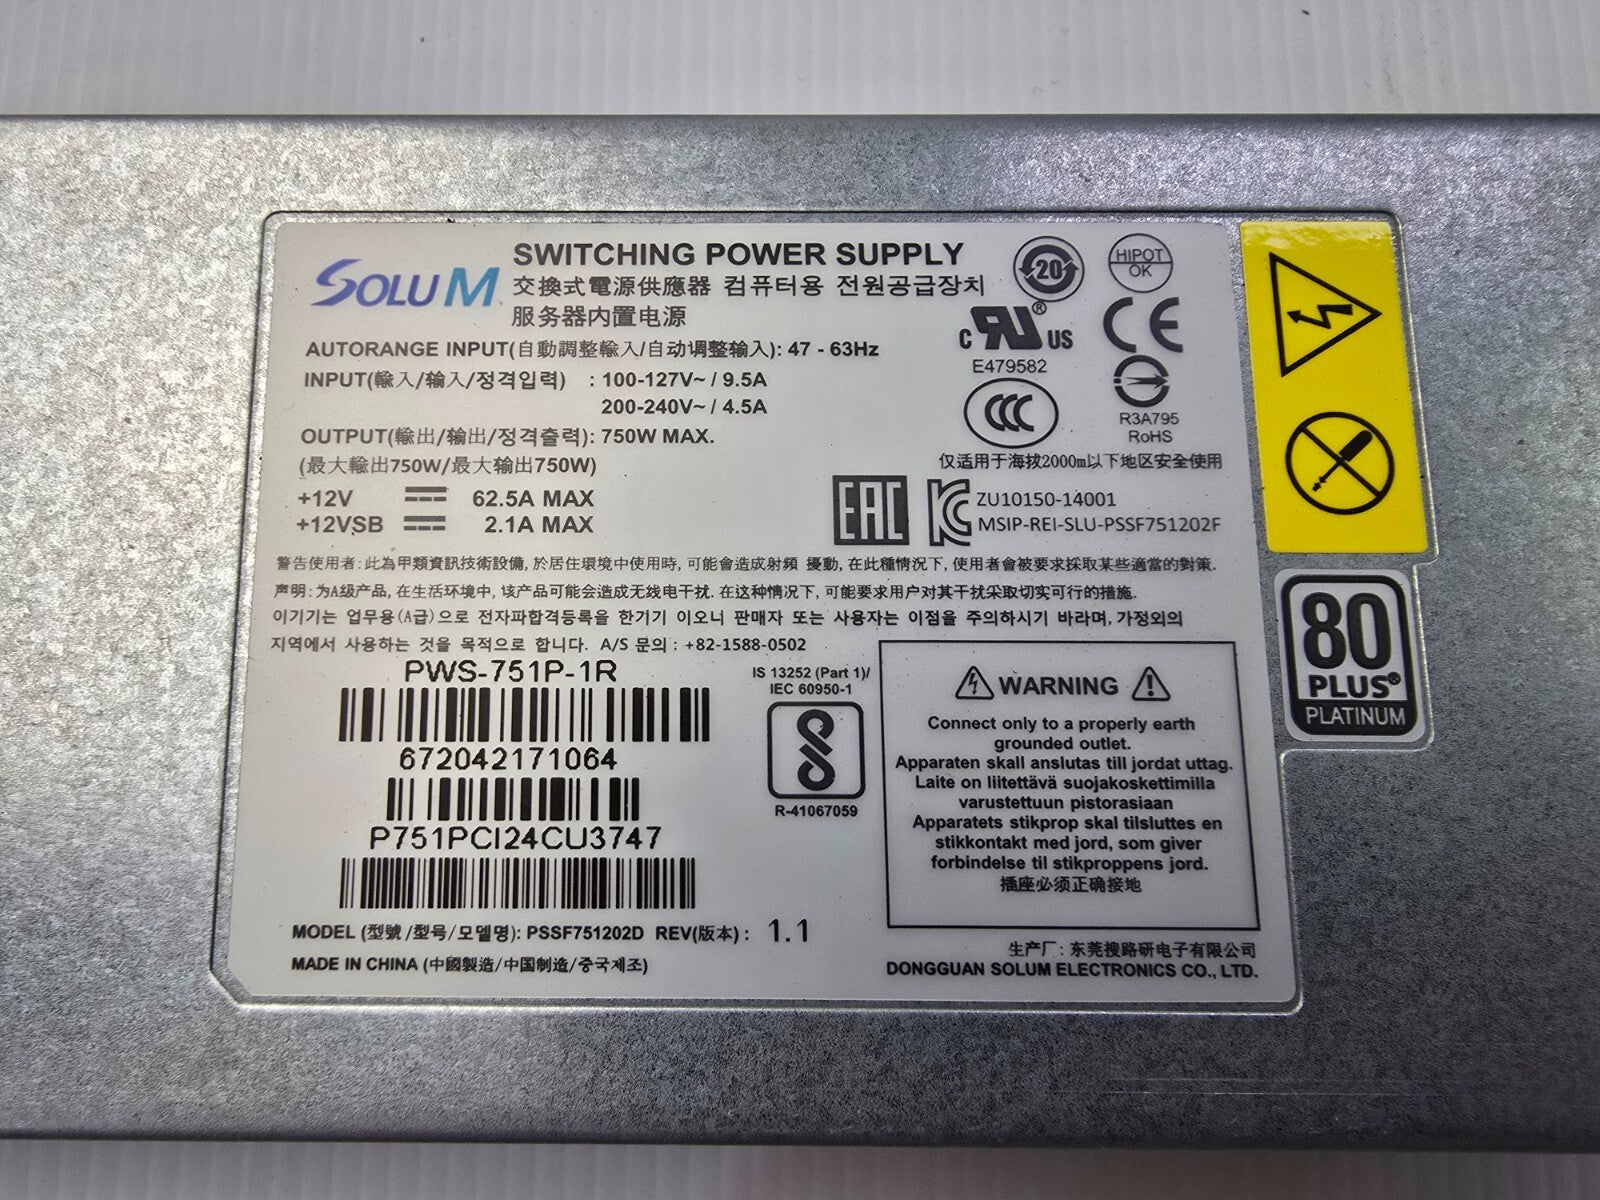 SOLUM
SWITCHING POWER SUPPLY
交換式電源供應器 컴퓨터용 전원공급장치
服务器内置电源
AUTORANGE INPUT(自動調整輸入/自动调整输入): 47 - 63Hz
INPUT(輸入/输入/정격입력) : 100-127V~ / 9.5A
200-240V~ / 4.5A
OUTPUT(輸出/输出/정격출력): 750W MAX.
(最大輸出750W/最大输出750W)
+12V 62.5A MAX
+12VSB 2.1A MAX
20
HIPOT
OK
c RU US ®
E479582
CE
CCC
R3A795
RoHS
仅适用于海拔2000m以下地区安全使用
EAC
KC
ZU10150-14001
MSIP-REI-SLU-PSSF751202F
警告使用者: 此為甲類資訊技術設備, 於居住環境中使用時, 可能會造成射頻 擾動, 在此種情況下, 使用者會被要求採取某些適當的對策.
声明: 为A级产品, 在生活环境中, 该产品可能会造成无线电干扰. 在这种情况下, 可能要求用户对其干扰采取切实可行的措施.
이기기는 업무용(A급)으로 전자파합격등록을 한기기 이오니 판매자 또는 사용자는 이점을 주의하시기 바라며, 가정외의
지역에서 사용하는 것을 목적으로 합니다. A/S 문의 : +82-1588-0502
PWS-751P-1R
672042171064
P751PCI24CU3747
IS 13252 (Part 1)/
IEC 60950-1
R-41067059
WARNING
Connect only to a properly earth
grounded outlet.
Apparaten skall anslutas till jordat uttag.
Laite on liitettävä suojakoskettimilla
varustettuun pistorasiaan
Apparatets stikprop skal tilsluttes en
stikkontakt med jord, som giver
forbindelse til stikproppens jord.
插座必须正确接地
MODEL (型號/型号/모델명): PSSF751202D REV(版本) : 1.1
MADE IN CHINA (中國製造/中国制造/중국제조)
生产厂: 东莞搜路研电子有限公司
DONGGUAN SOLUM ELECTRONICS CO., LTD.
80
PLUS®
PLATINUM